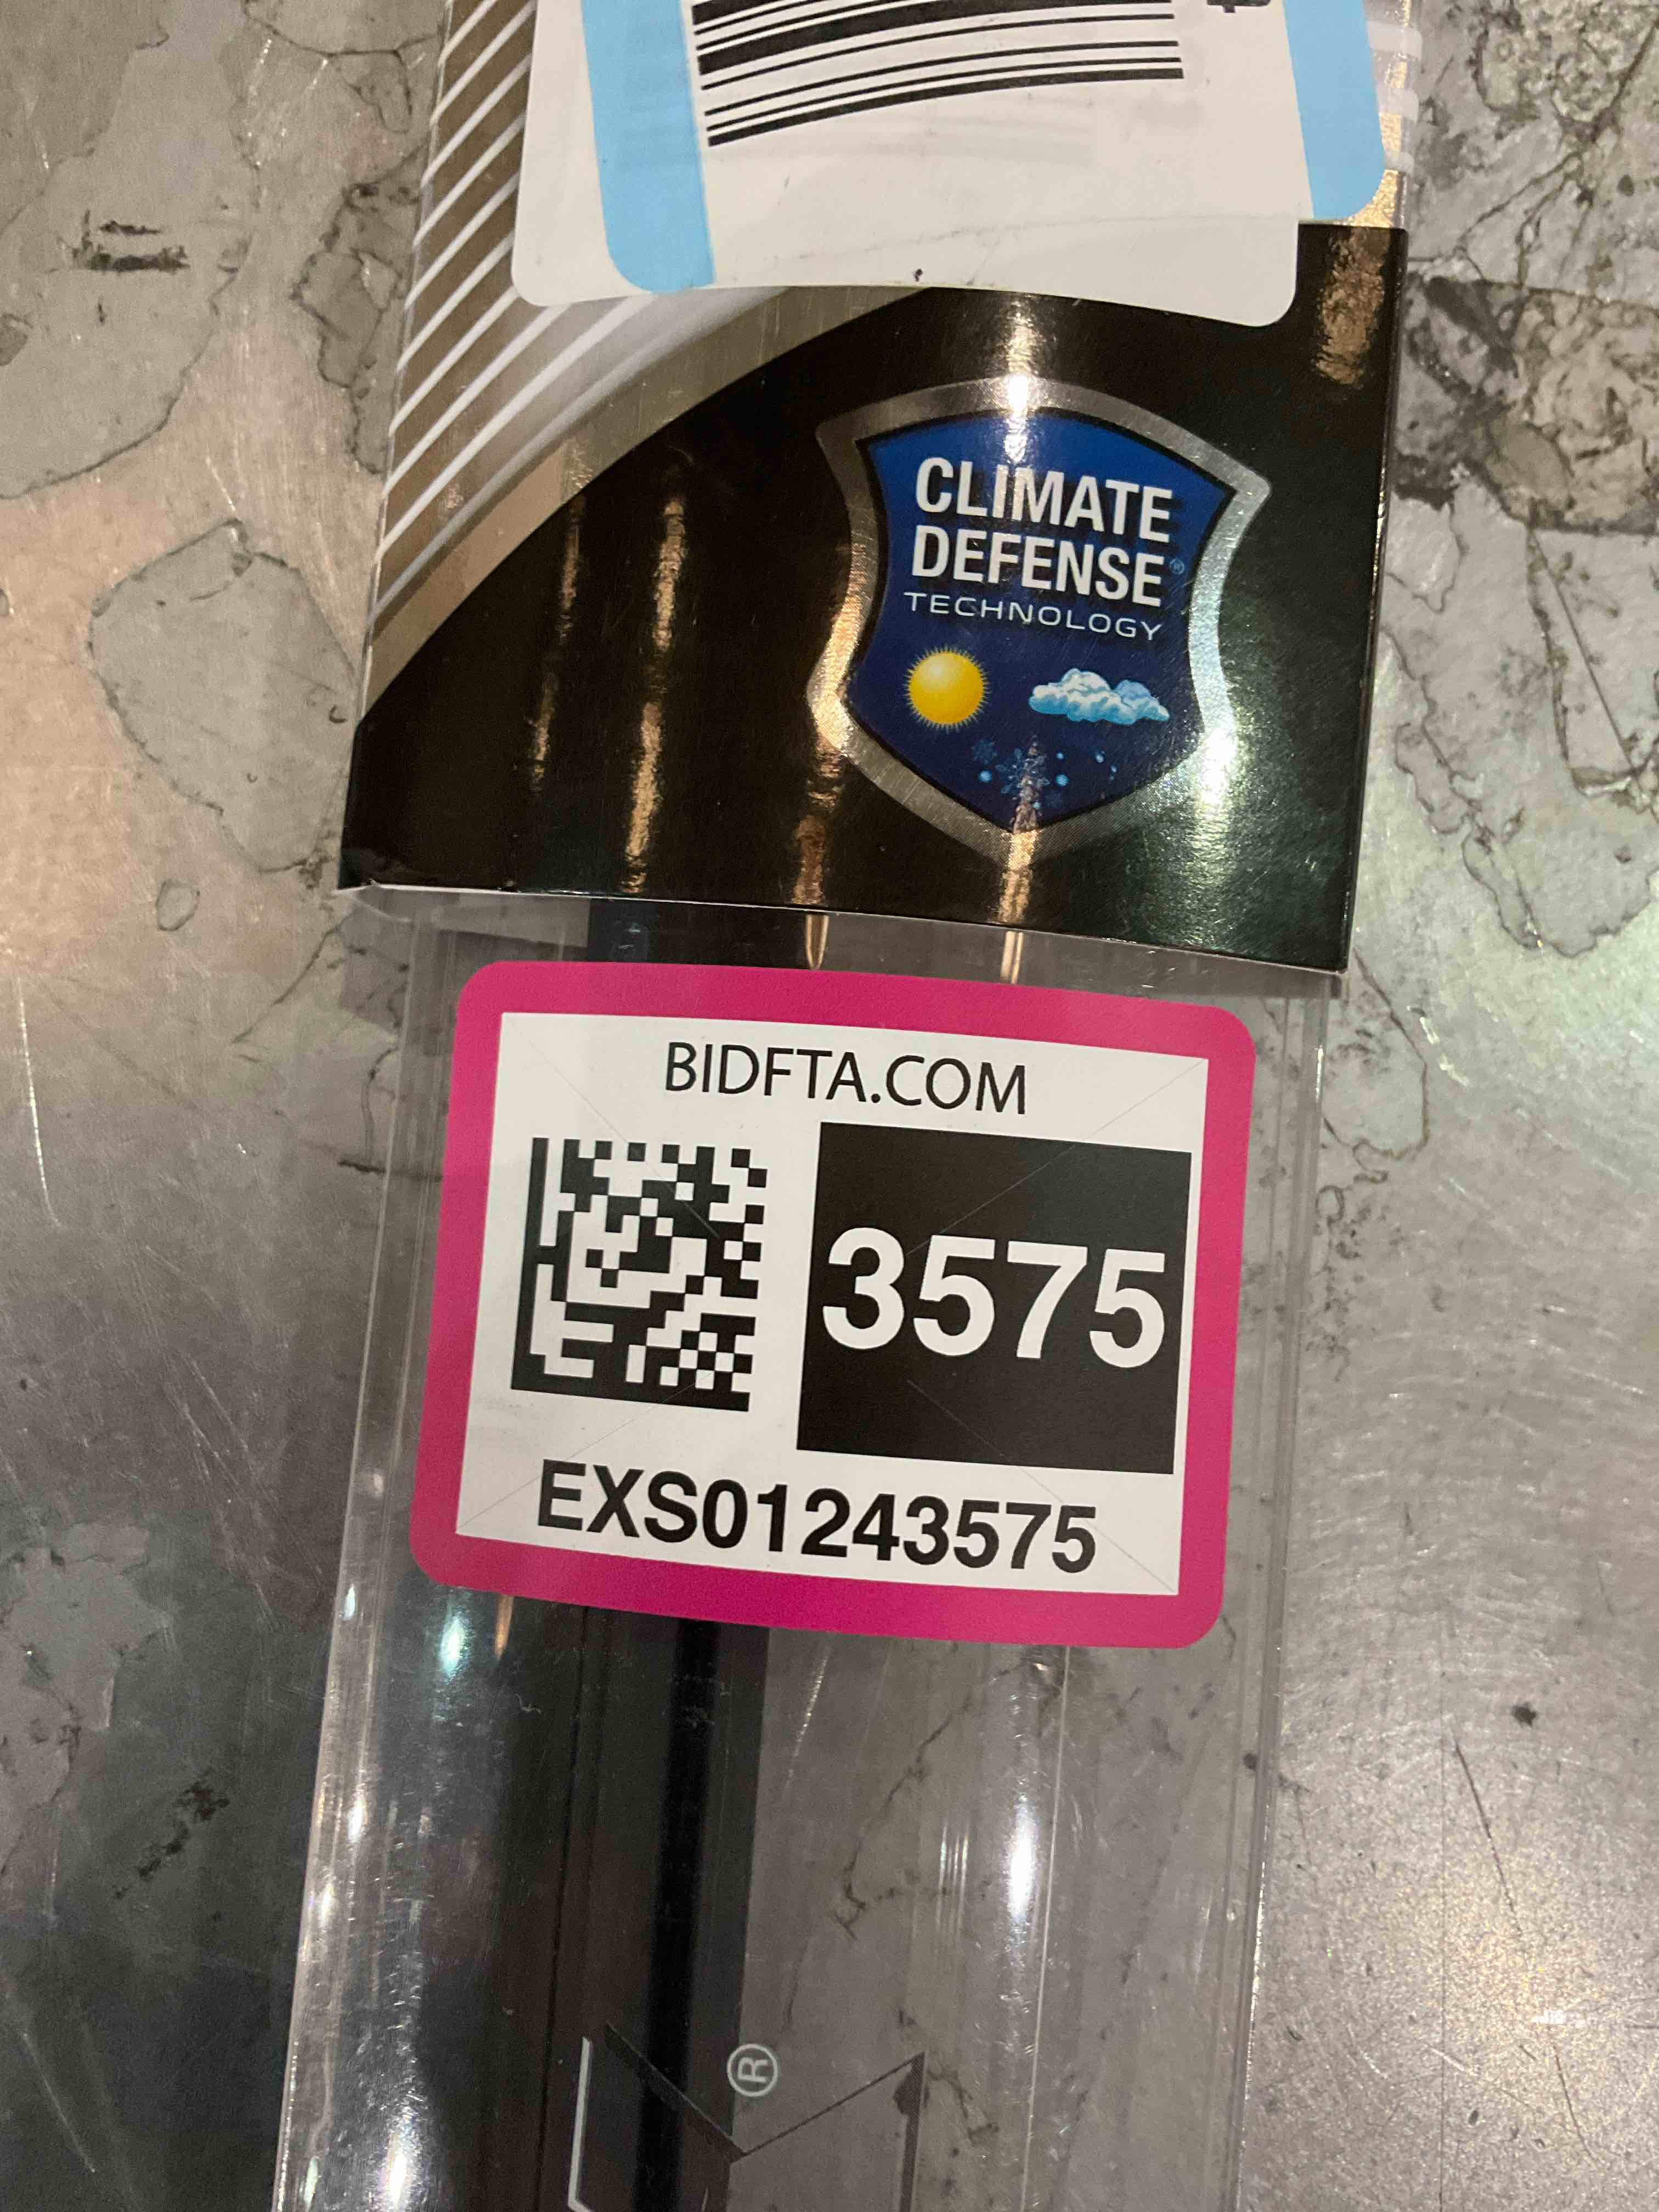 CLIMATE
DEFENSE®
TECHNOLOGY
BIDFTA.COM
3575
EXS01243575
®